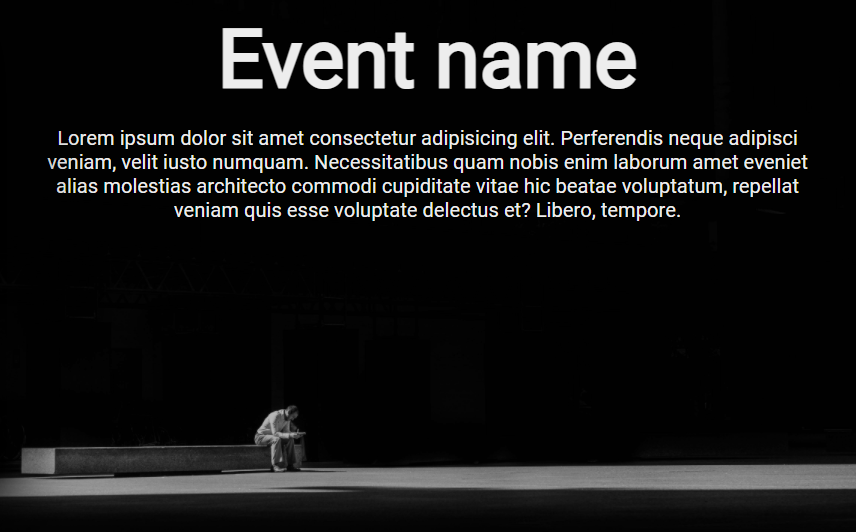 Event name
Lorem ipsum dolor sit amet consectetur adipisicing elit. Perferendis neque adipisci
veniam, velit iusto numquam. Necessitatibus quam nobis enim laborum amet eveniet
alias molestias architecto commodi cupiditate vitae hic beatae voluptatum, repellat
veniam quis esse voluptate delectus et? Libero, tempore.